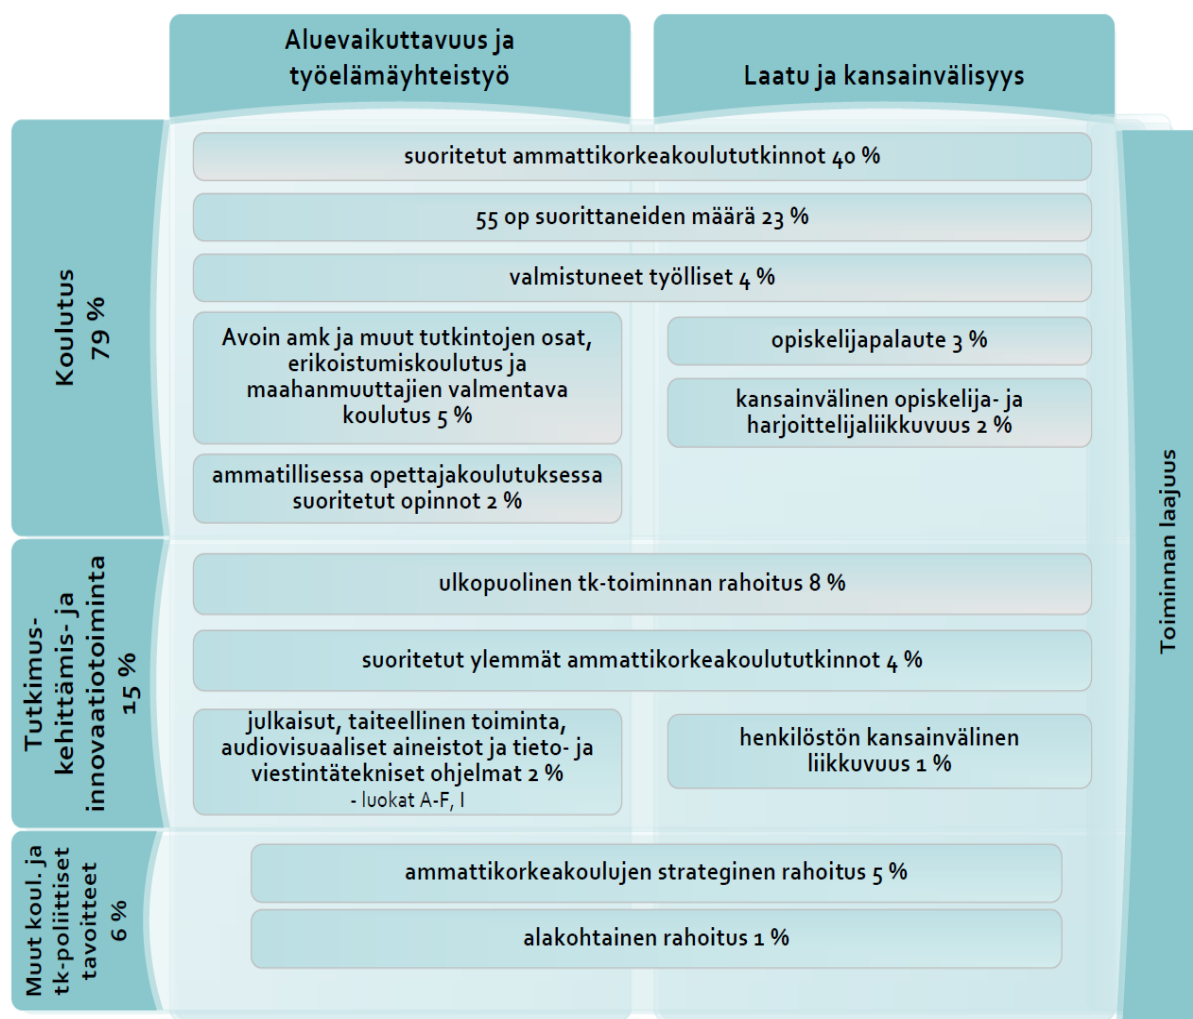 Aluevaikuttavuus ja
työelämäyhteistyö
Laatu ja kansainvälisyys
Koulutus
79 %
suoritetut ammattikorkeakoulututkinnot 40 %
55 op suorittaneiden määrä 23 %
valmistuneet työlliset 4 %
Avoin amk ja muut tutkintojen osat,
erikoistumiskoulutus ja
maahanmuuttajien valmentava
koulutus 5 %
opiskelijapalaute 3 %
kansainvälinen opiskelija- ja
harjoittelijaliikkuvuus 2 %
ammatillisessa opettajakoulutuksessa
suoritetut opinnot 2 %
Tutkimus-
kehittämis- ja
innovaatiotoiminta
15 %
ulkopuolinen tk-toiminnan rahoitus 8 %
suoritetut ylemmät ammattikorkeakoulututkinnot 4 %
julkaisut, taiteellinen toiminta,
audiovisuaaliset aineistot ja tieto- ja
viestintätekniset ohjelmat 2 %
- luokat A-F, I
henkilöstön kansainvälinen
liikkuvuus 1 %
Muut koul. ja
tk-poliittiset
tavoitteet
6 %
ammattikorkeakoulujen strateginen rahoitus 5 %
alakohtainen rahoitus 1 %
Toiminnan laajuus